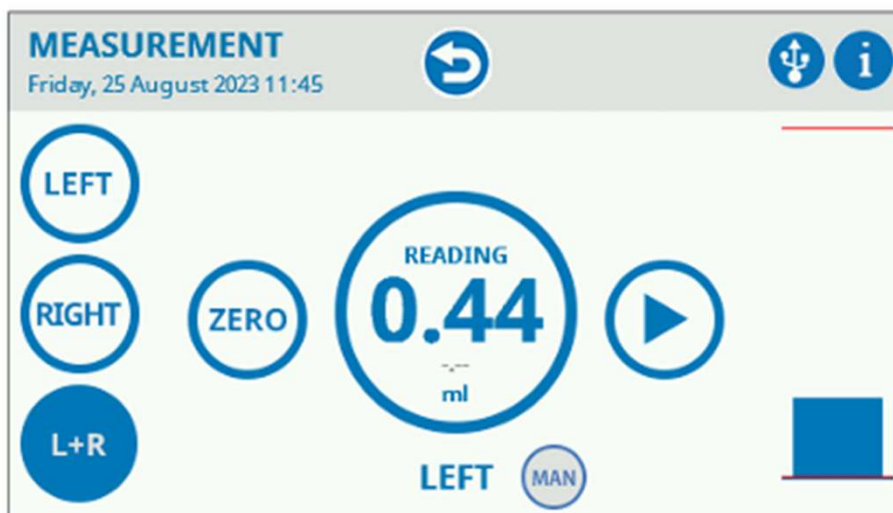 MEASUREMENT
Friday, 25 August 2023 11:45
i
LEFT
RIGHT
L+R
ZERO
READING
0.44
-.--
ml
LEFT
MAN